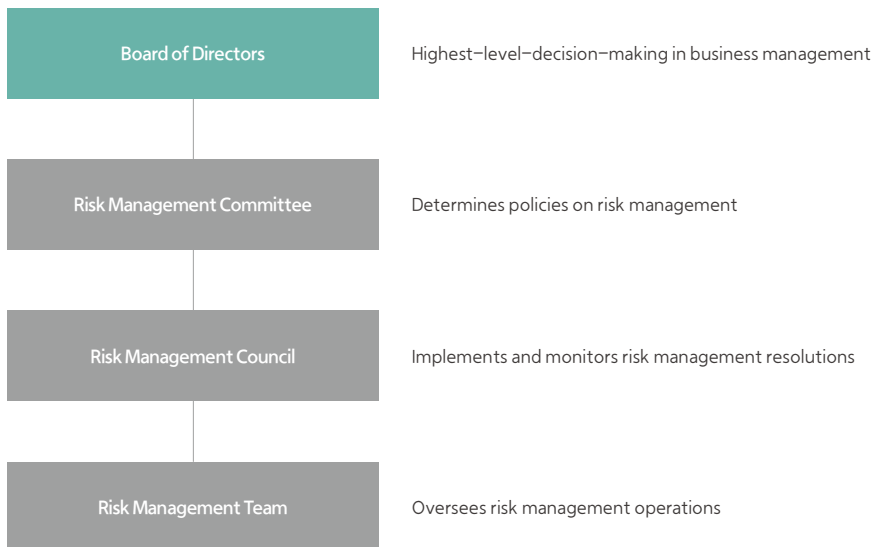 Board of Directors
Highest-level-decision-making in business management
Risk Management Committee
Determines policies on risk management
Risk Management Council
Implements and monitors risk management resolutions
Risk Management Team
Oversees risk management operations